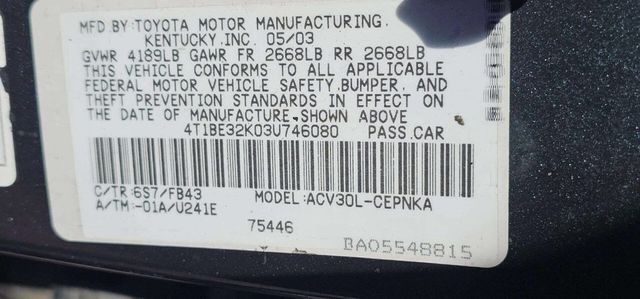 MFD.BY:TOYOTA MOTOR MANUFACTURING.
KENTUCKY.INC. 05/03
GVWR 4189LB GAWR FR 2668LB RR 2668LB
THIS VEHICLE CONFORMS TO ALL APPLICABLE
FEDERAL MOTOR VEHICLE SAFETY.BUMPER, AND
THEFT PREVENTION STANDARDS IN EFFECT ON
THE DATE OF MANUFACTURE.SHOWN ABOVE
4T1BE32K03U746080 PASS.CAR
C/TR:6S7/FB43 MODEL:ACV30L-CEPNKA
A/TM:-01A/U241E
75446
BA05548815